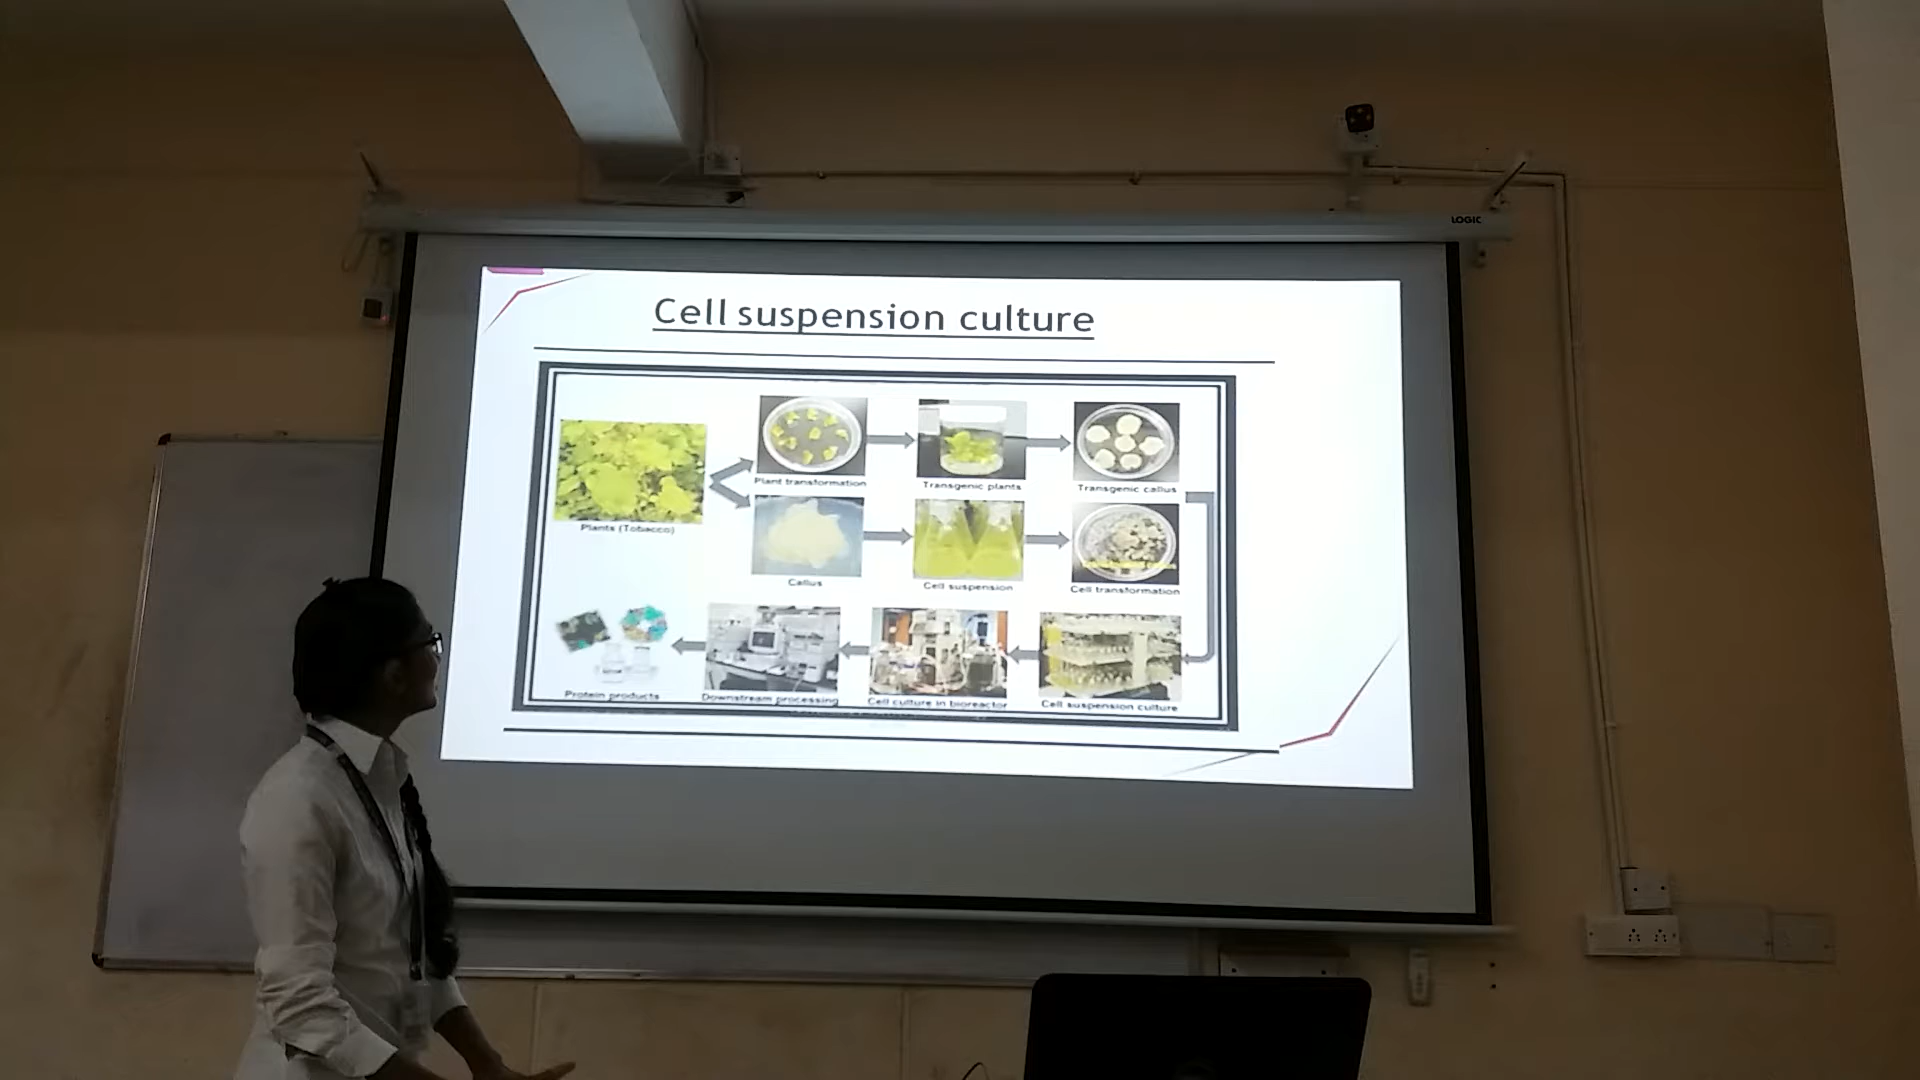 LOGIC
Cell suspension culture
Plant transformation
Transgenic plants
Transgenic callus
Plants (Tobacco)
Callus
Cell suspension
Cell transformation
Protein products
Downstream processing
Cell culture in bioreactor
Cell suspension culture